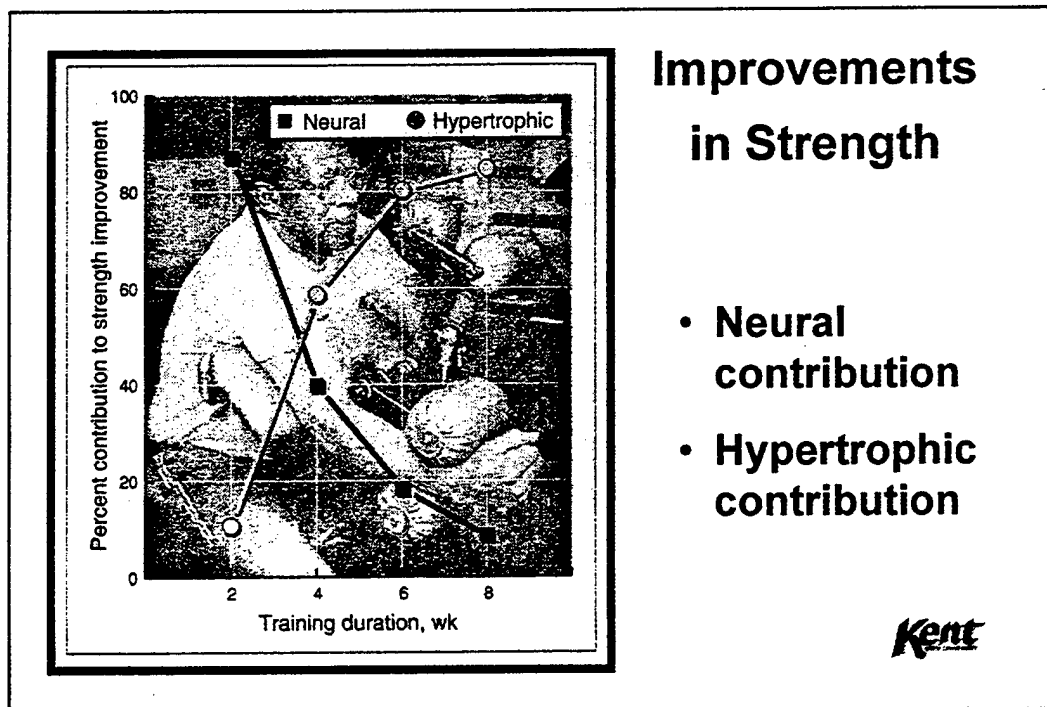 Improvements
in Strength
Neural
Hypertrophic
Percent contribution to strength improvement
100
80
60
40
20
0
2
4
6
8
Training duration, wk
• Neural
contribution
• Hypertrophic
contribution
Kent